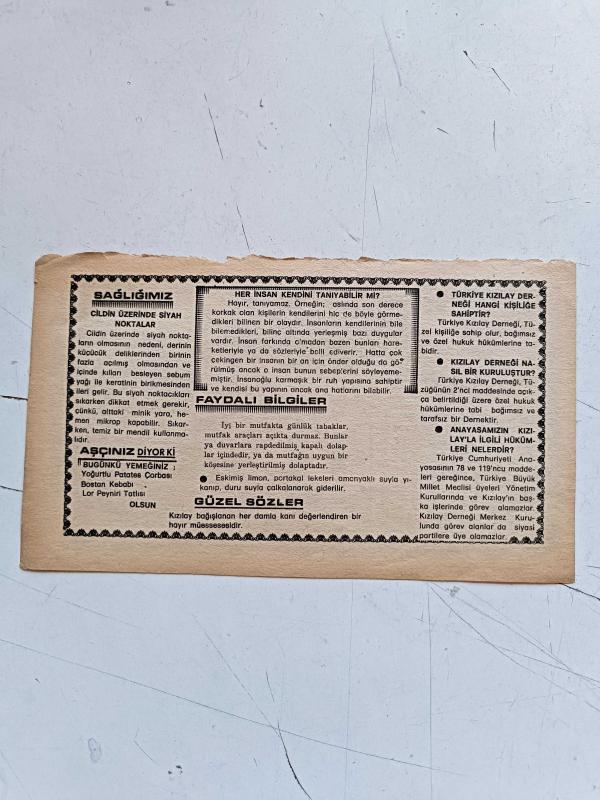 SAĞLIĞIMIZ
CİLDİN ÜZERİNDE SİYAH
NOKTALAR
Cildin üzerinde siyah nokta-
ların olmasının nedeni, derinin
küçücük deliklerinden birinin
fazla açılmış olmasından ve
içinde kılları besleyen sebum
yağı ile keratinin birikmesinden
ileri gelir. Bu siyah noktacıkları
sıkarken dikkat etmek gerekir,
çünkü, alttaki minik yara, he-
men mikrop kapabilir. Sıkar-
ken, temiz bir mendil kullanma-
lıdır.
AŞÇINIZ DİYOR Kİ
BUGÜNKÜ YEMEĞİNİZ :
Yoğurtlu Patates Çorbası
Bostan Kebabı
Lor Peyniri Tatlısı
OLSUN
HER İNSAN KENDİNİ TANIYABİLİR Mİ?
Hayır, tanıyamaz. Örneğin; aslında son derece
korkak olan kişilerin kendilerini hiç de böyle görme-
dikleri bilinen bir olaydır. İnsanların kendilerinin bile
bilemedikleri, bilinç altında yerleşmiş bazı duygular
vardır. İnsan farkında olmadan bazen bunları hare-
ketleriyle ya da sözleriyle belli ediverir. Hatta çok
çekingen bir insanın bir an için önder olduğu da gö-
rülmüş ancak o insan bunun sebeplerini söyleyeme-
miştir. İnsanoğlu karmaşık bir ruh yapısına sahiptir
ve kendisi bu yapının ancak ana hatlarını bilebilir.
FAYDALI BİLGİLER
İyi bir mutfakta günlük tabaklar,
mutfak araçları açıkta durmaz. Bunlar
ya duvarlara rapdedilmiş kapalı dolap-
lar içindedir, ya da mutfağın uygun bir
köşesine yerleştirilmiş dolaptadır.
● Eskimiş limon, portakal lekeleri amonyaklı suyla yı-
kanıp, duru suyla çalkalanarak giderilir.
GÜZEL SÖZLER
Kızılay bağışlanan her damla kanı değerlendiren bir
hayır müessesesidir.
● TÜRKİYE KIZILAY DER-
NEĞİ HANGİ KİŞİLİĞE
SAHİPTİR?
Türkiye Kızılay Derneği, Tü-
zel kişiliğe sahip olur, bağımsız
ve özel hukuk hükümlerine ta-
bidir.
● KIZILAY DERNEĞİ NA-
SIL BİR KURULUŞTUR?
Türkiye Kızılay Derneği, Tü-
züğünün 2'nci maddesinde açık-
ça belirtildiği üzere özel hukuk
hükümlerine tabi bağımsız ve
tarafsız bir Dernektir.
● ANAYASAMIZIN KIZI-
LAY'LA İLGİLİ HÜKÜM-
LERİ NELERDİR?
Türkiye Cumhuriyeti Ana-
yasasının 78 ve 119'ncu madde-
leri gereğince, Türkiye Büyük
Millet Meclisi üyeleri Yönetim
Kurullarında ve Kızılay'ın baş-
ka işlerinde görev alamazlar.
Kızılay Derneği Merkez Kuru-
lunda görev alanlar da siyasi
partilere üye olamazlar.